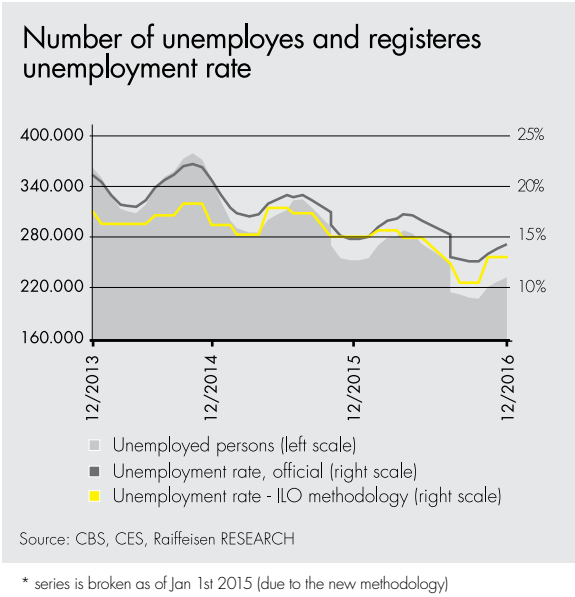 Number of unemployes and registeres
unemployment rate
400.000
340.000
280.000
220.000
160.000
25%
20%
15%
10%
12/2013
12/2014
12/2015
12/2016
Unemployed persons (left scale)
Unemployment rate, official (right scale)
Unemployment rate - ILO methodology (right scale)
Source: CBS, CES, Raiffeisen RESEARCH
* series is broken as of Jan 1st 2015 (due to the new methodology)